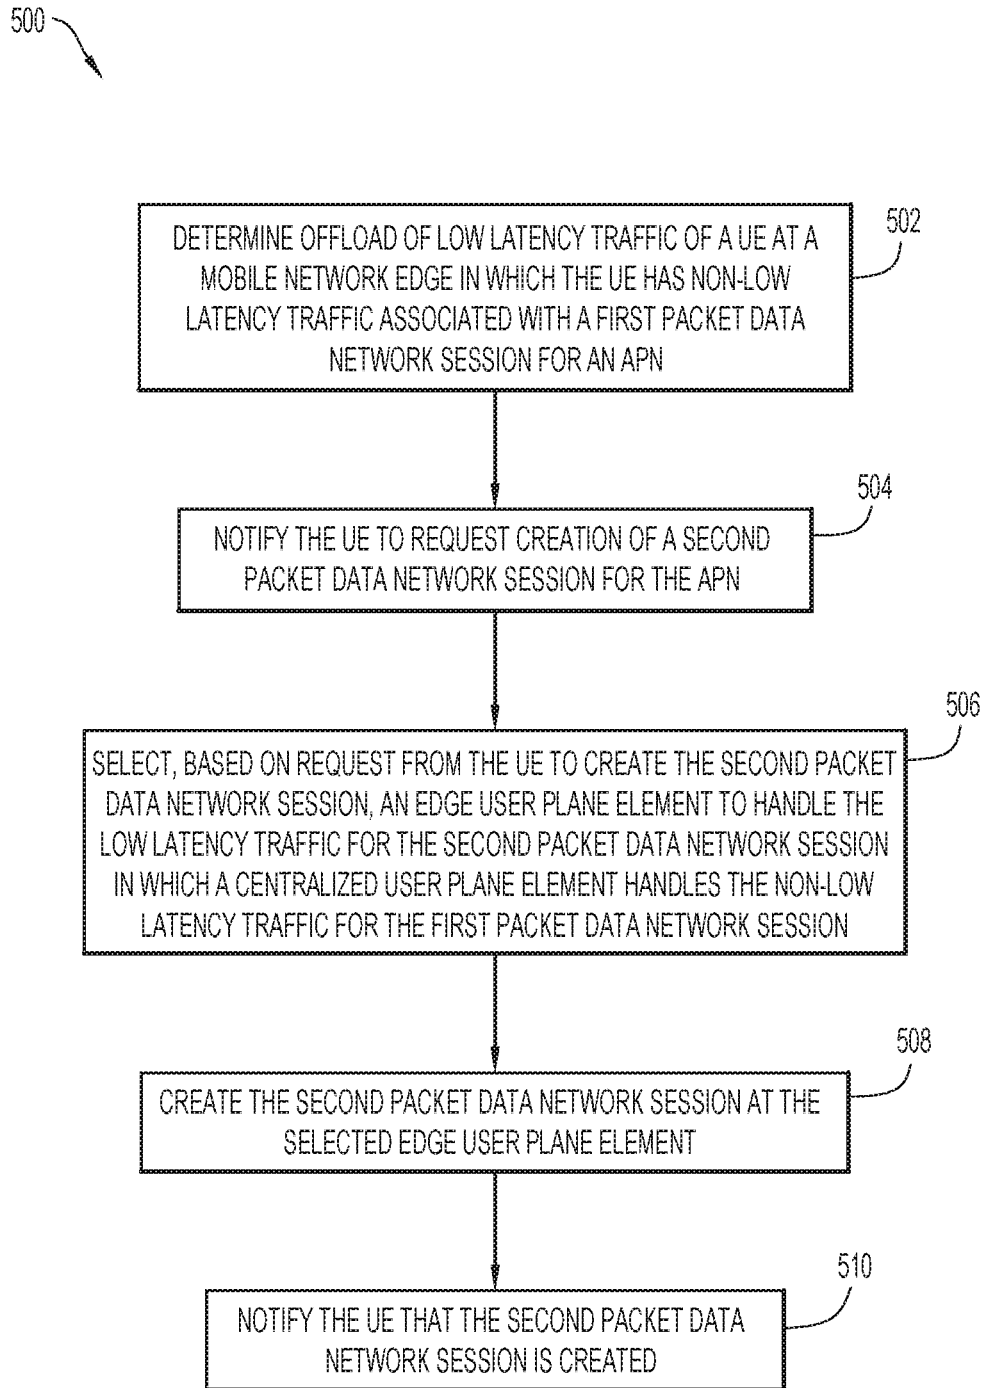 500
502
DETERMINE OFFLOAD OF LOW LATENCY TRAFFIC OF A UE AT A
MOBILE NETWORK EDGE IN WHICH THE UE HAS NON-LOW
LATENCY TRAFFIC ASSOCIATED WITH A FIRST PACKET DATA
NETWORK SESSION FOR AN APN
504
NOTIFY THE UE TO REQUEST CREATION OF A SECOND
PACKET DATA NETWORK SESSION FOR THE APN
506
SELECT, BASED ON REQUEST FROM THE UE TO CREATE THE SECOND PACKET
DATA NETWORK SESSION, AN EDGE USER PLANE ELEMENT TO HANDLE THE
LOW LATENCY TRAFFIC FOR THE SECOND PACKET DATA NETWORK SESSION
IN WHICH A CENTRALIZED USER PLANE ELEMENT HANDLES THE NON-LOW
LATENCY TRAFFIC FOR THE FIRST PACKET DATA NETWORK SESSION
508
CREATE THE SECOND PACKET DATA NETWORK SESSION AT THE
SELECTED EDGE USER PLANE ELEMENT
510
NOTIFY THE UE THAT THE SECOND PACKET DATA
NETWORK SESSION IS CREATED